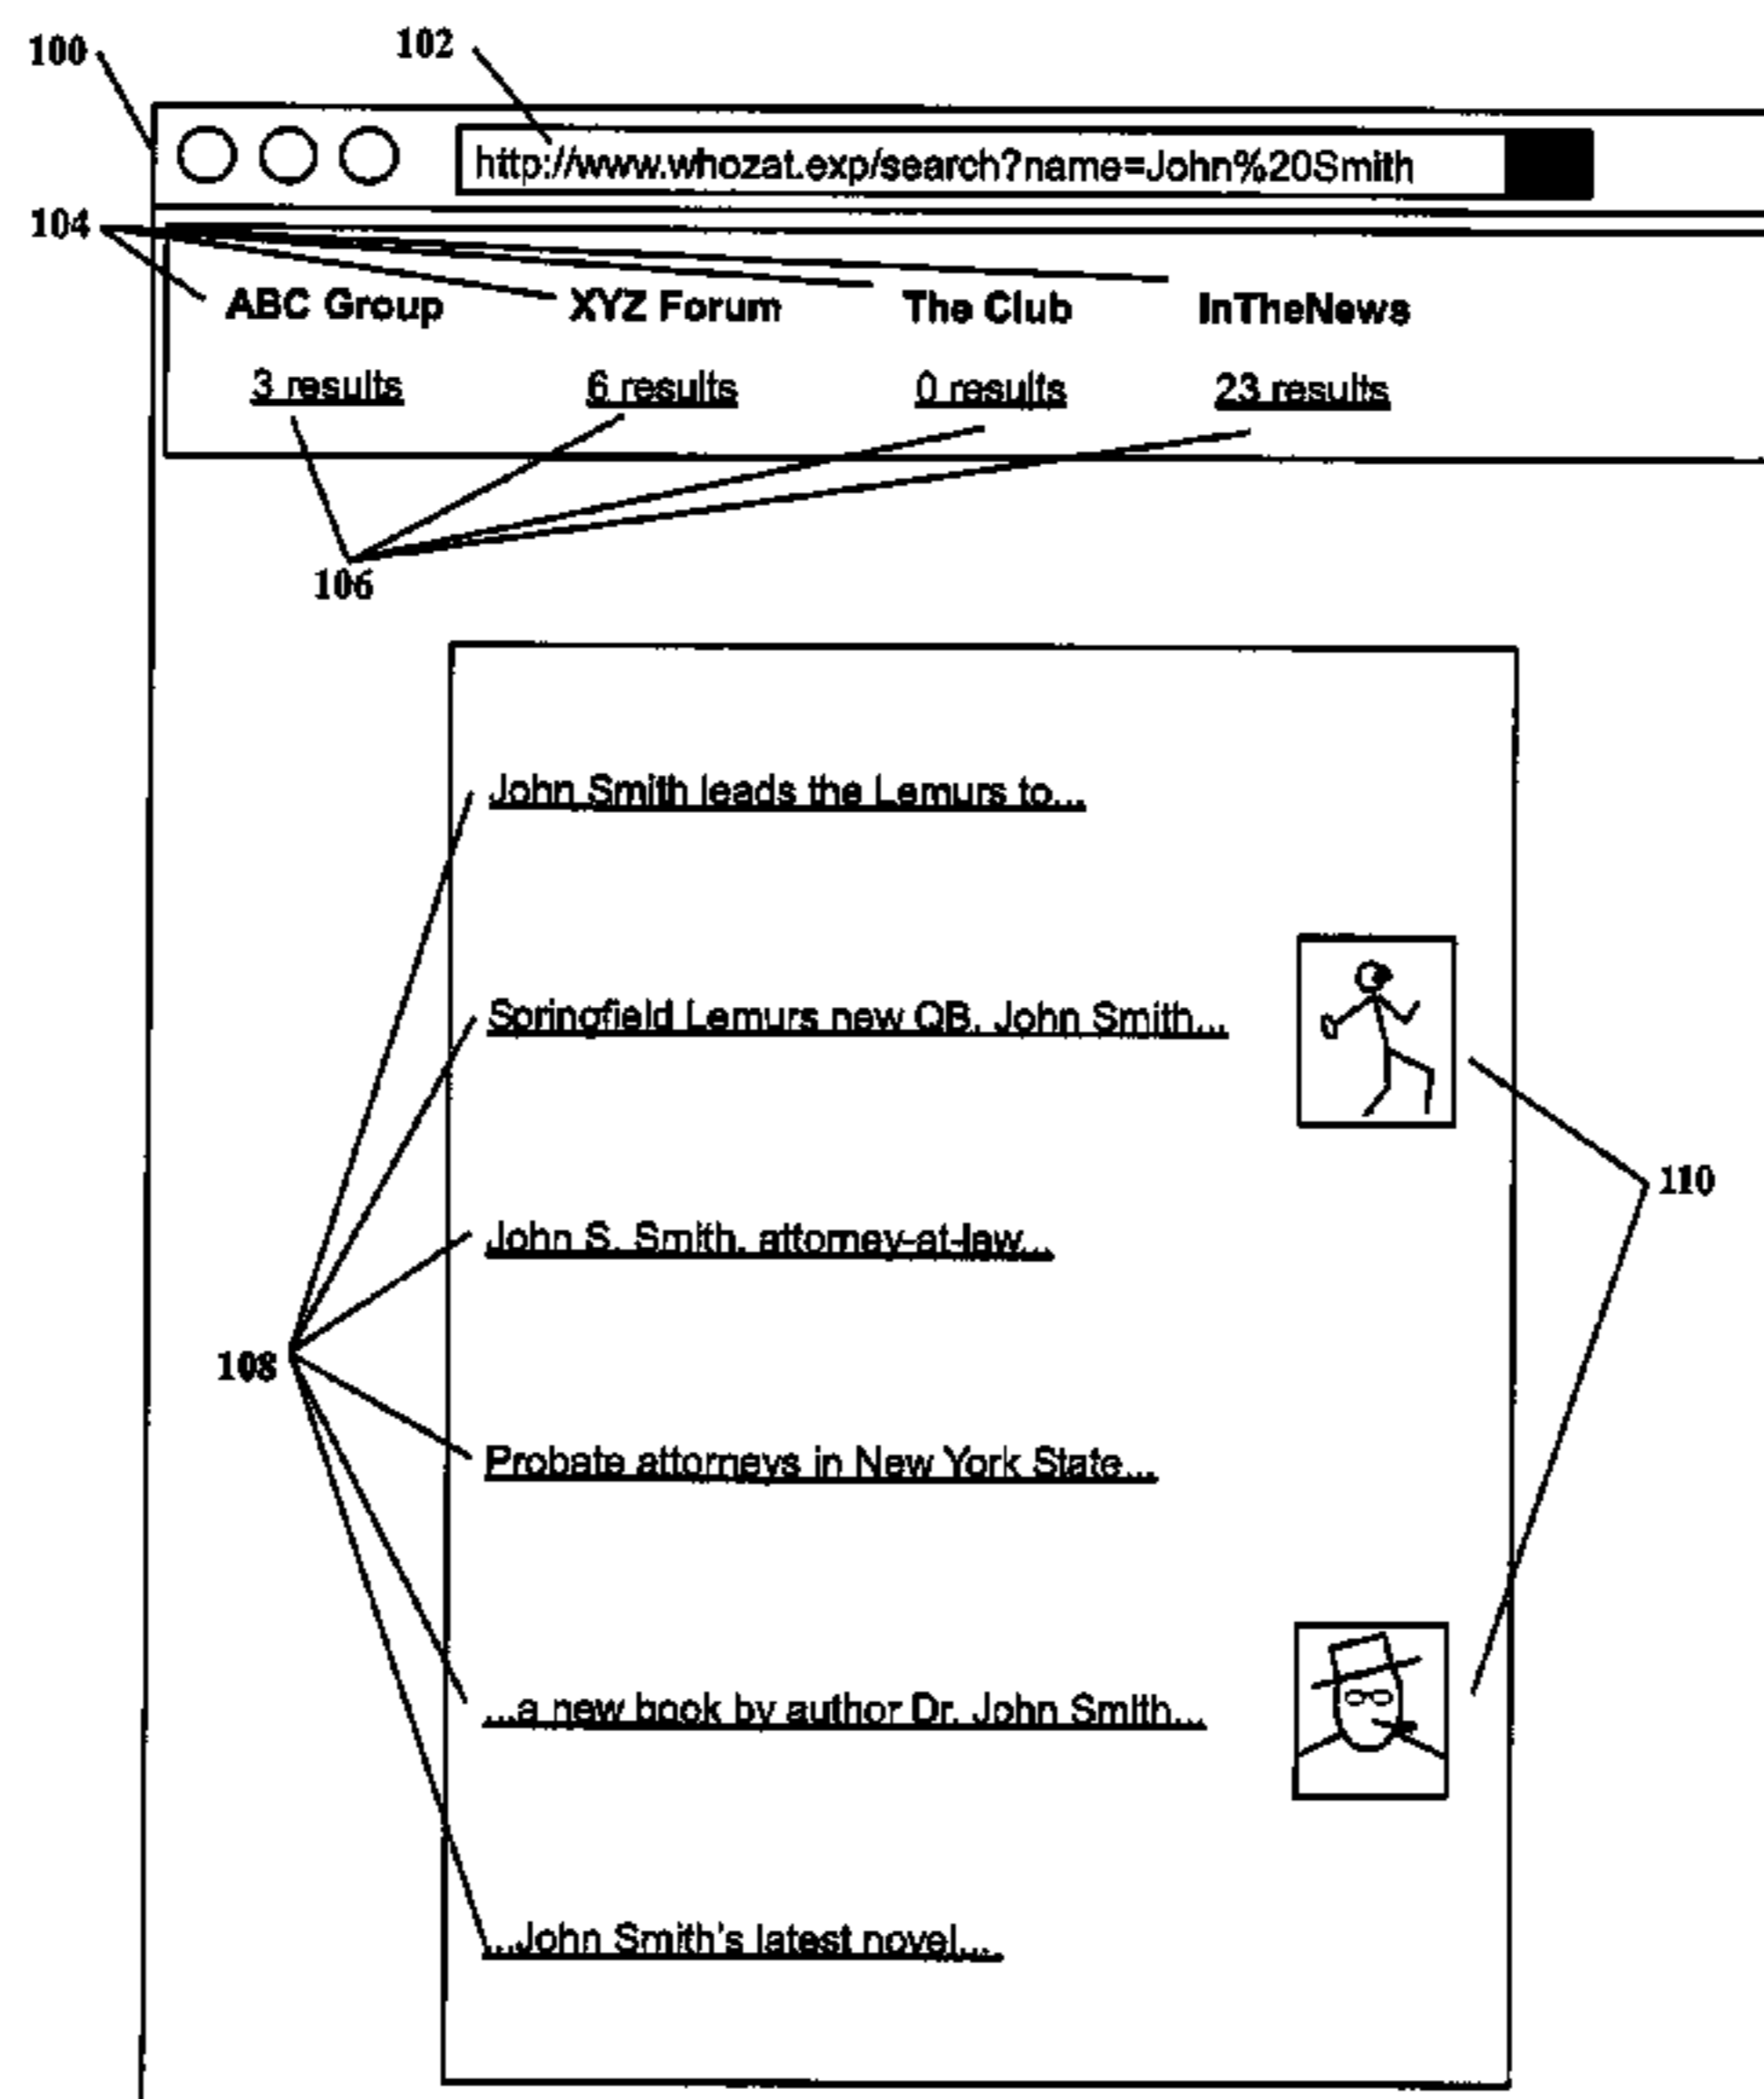 100 102
http://www.whozat.exp/search?name=John%20Smith
104
ABC Group XYZ Forum The Club InTheNews
3 results 6 results 0 results 23 results
106
John Smith leads the Lemurs to...
Springfield Lemurs new QB, John Smith...
110
John S. Smith, attorney-at-law...
108
Probate attorneys in New York State...
...a new book by author Dr. John Smith...
...John Smith's latest novel....